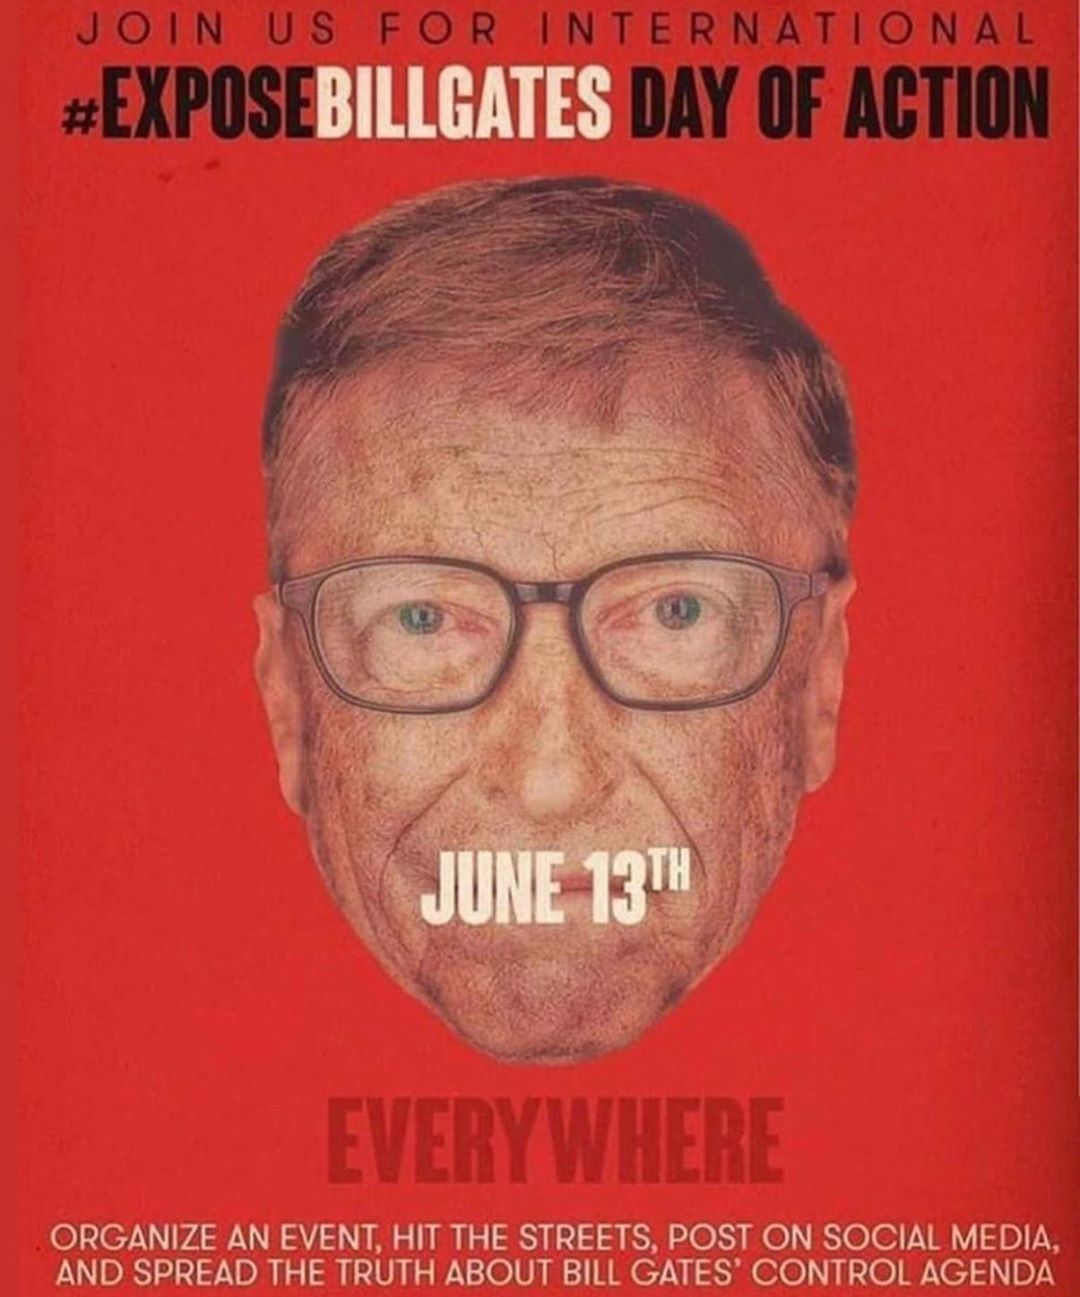 JOIN US FOR INTERNATIONAL
#EXPOSEBILLGATES DAY OF ACTION
JUNE 13TH
EVERYWHERE
ORGANIZE AN EVENT, HIT THE STREETS, POST ON SOCIAL MEDIA,
AND SPREAD THE TRUTH ABOUT BILL GATES' CONTROL AGENDA